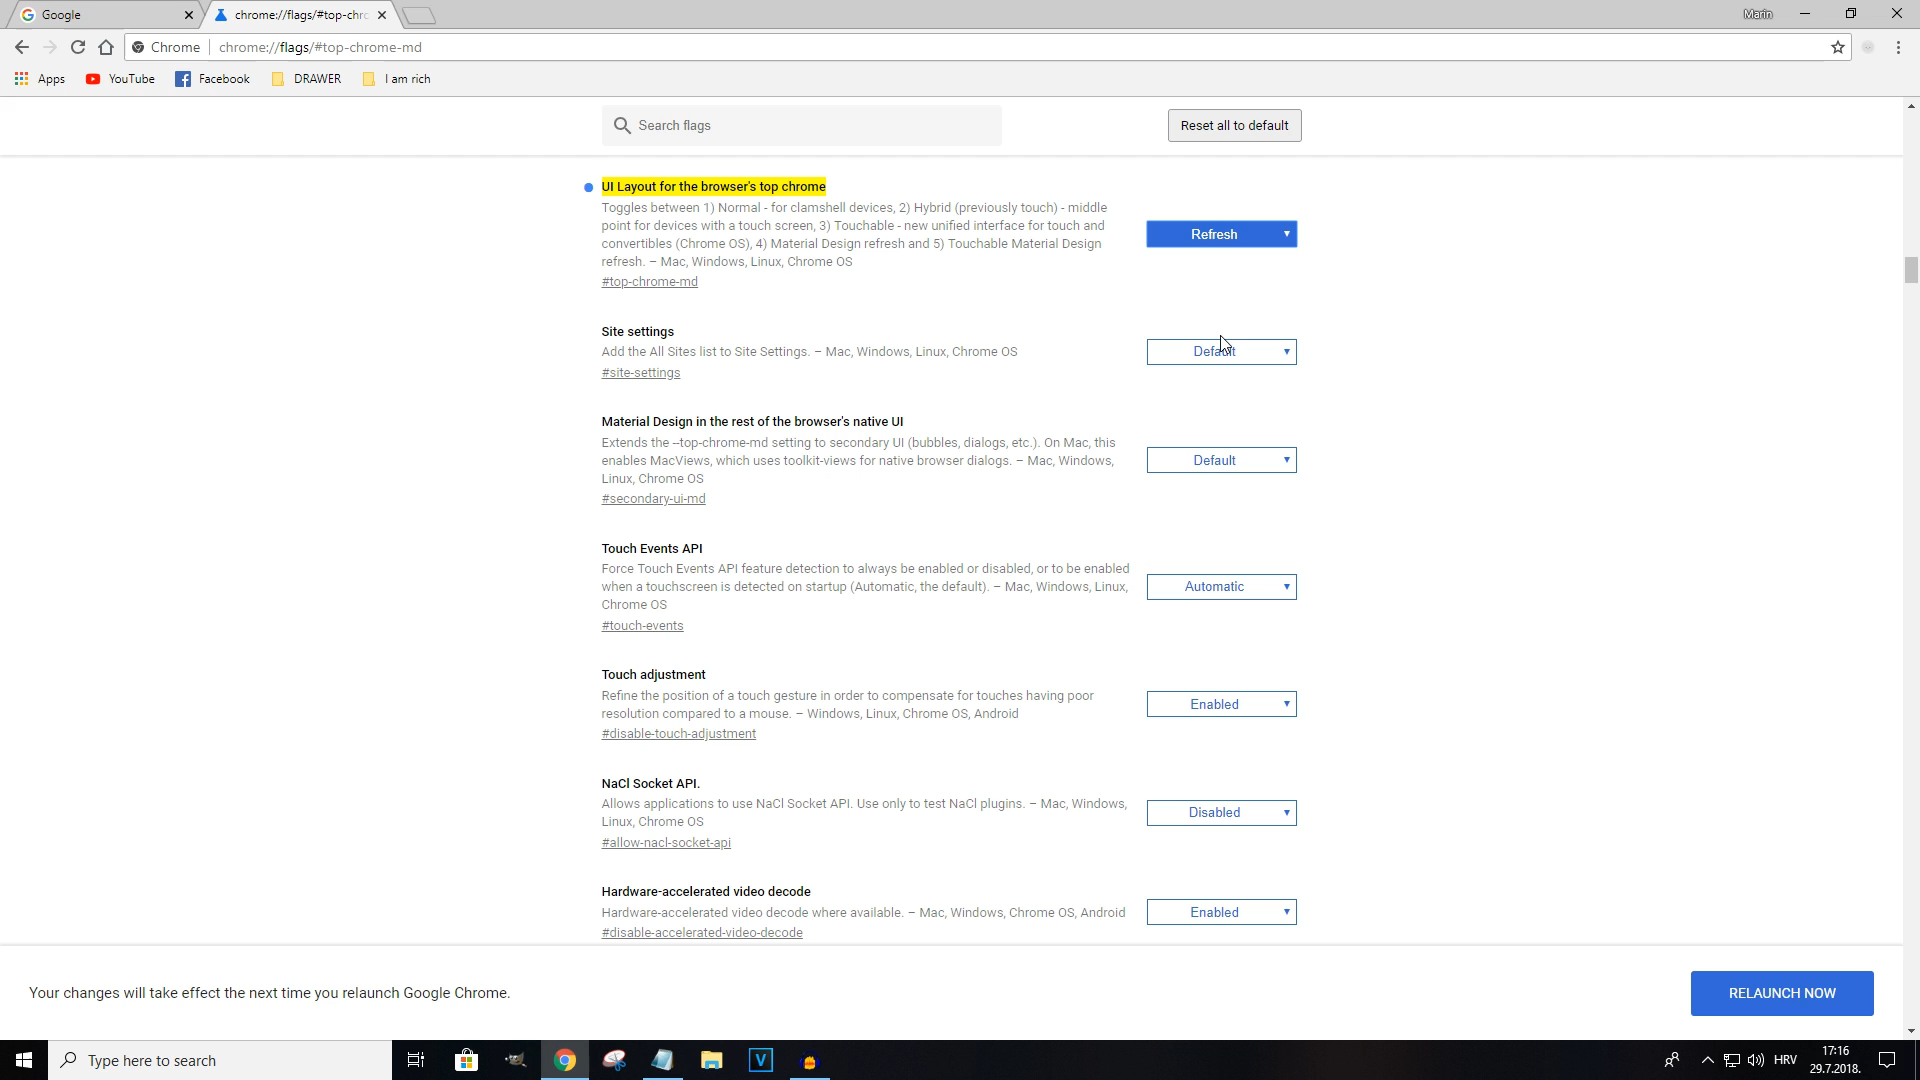 Google
chrome://flags/#top-chro
Marin
Chrome
chrome://flags/#top-chrome-md
Apps
YouTube
Facebook
DRAWER
I am rich
Search flags
Reset all to default
UI Layout for the browser's top chrome
Toggles between 1) Normal - for clamshell devices, 2) Hybrid (previously touch) - middle
point for devices with a touch screen, 3) Touchable - new unified interface for touch and
convertibles (Chrome OS), 4) Material Design refresh and 5) Touchable Material Design
refresh. – Mac, Windows, Linux, Chrome OS
#top-chrome-md
Refresh
Site settings
Add the All Sites list to Site Settings. – Mac, Windows, Linux, Chrome OS
#site-settings
Default
Material Design in the rest of the browser's native UI
Extends the --top-chrome-md setting to secondary UI (bubbles, dialogs, etc.). On Mac, this
enables MacViews, which uses toolkit-views for native browser dialogs. – Mac, Windows,
Linux, Chrome OS
#secondary-ui-md
Default
Touch Events API
Force Touch Events API feature detection to always be enabled or disabled, or to be enabled
when a touchscreen is detected on startup (Automatic, the default). – Mac, Windows, Linux,
Chrome OS
#touch-events
Automatic
Touch adjustment
Refine the position of a touch gesture in order to compensate for touches having poor
resolution compared to a mouse. – Windows, Linux, Chrome OS, Android
#disable-touch-adjustment
Enabled
NaCl Socket API.
Allows applications to use NaCl Socket API. Use only to test NaCl plugins. – Mac, Windows,
Linux, Chrome OS
#allow-nacl-socket-api
Disabled
Hardware-accelerated video decode
Hardware-accelerated video decode where available. – Mac, Windows, Chrome OS, Android
#disable-accelerated-video-decode
Enabled
Your changes will take effect the next time you relaunch Google Chrome.
RELAUNCH NOW
Type here to search
V
HRV
17:16
29.7.2018.